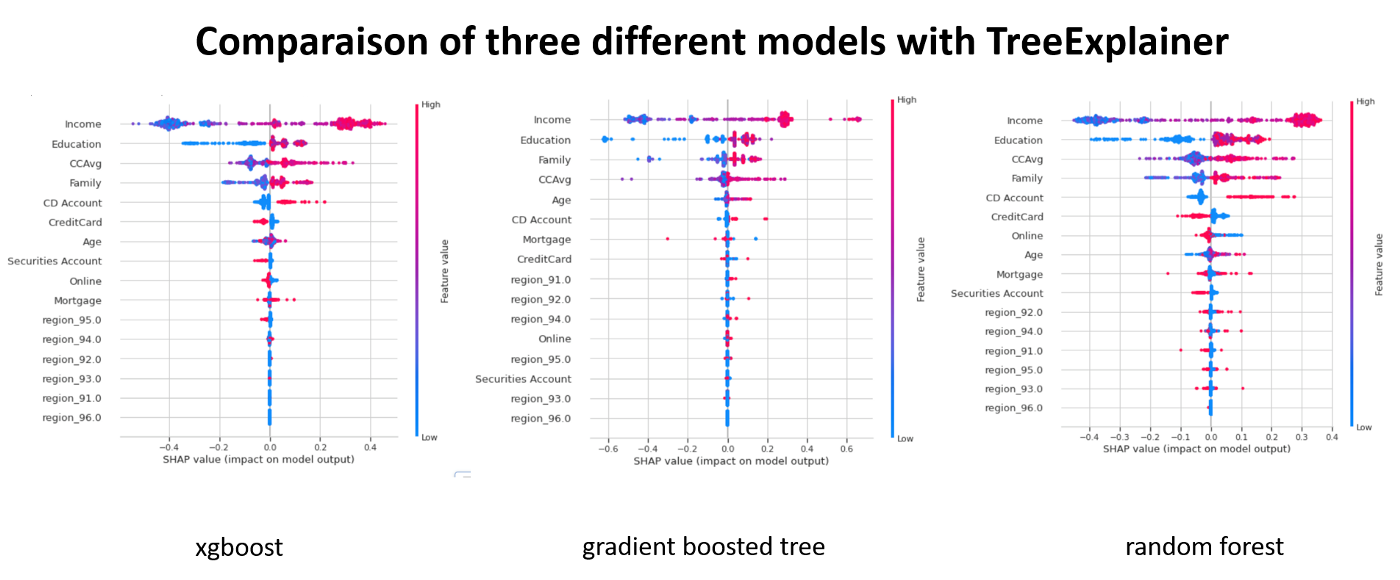 Comparaison of three different models with TreeExplainer
High
Income
Education
CCAvg
Family
CD Account
CreditCard
Age
Securities Account
Online
Mortgage
region_95.0
region_94.0
region_92.0
region_93.0
region_91.0
region_96.0
Feature value
Low
−0.4 −0.2 0.0 0.2 0.4
SHAP value (impact on model output)
xgboost
High
Income
Education
Family
CCAvg
Age
CD Account
Mortgage
CreditCard
region_91.0
region_92.0
region_94.0
Online
region_95.0
Securities Account
region_93.0
region_96.0
Feature value
Low
−0.6 −0.4 −0.2 0.0 0.2 0.4 0.6
SHAP value (impact on model output)
gradient boosted tree
High
Income
Education
CCAvg
Family
CD Account
CreditCard
Online
Age
Mortgage
Securities Account
region_92.0
region_94.0
region_91.0
region_95.0
region_93.0
region_96.0
Feature value
Low
−0.4 −0.3 −0.2 −0.1 0.0 0.1 0.2 0.3 0.4
SHAP value (impact on model output)
random forest